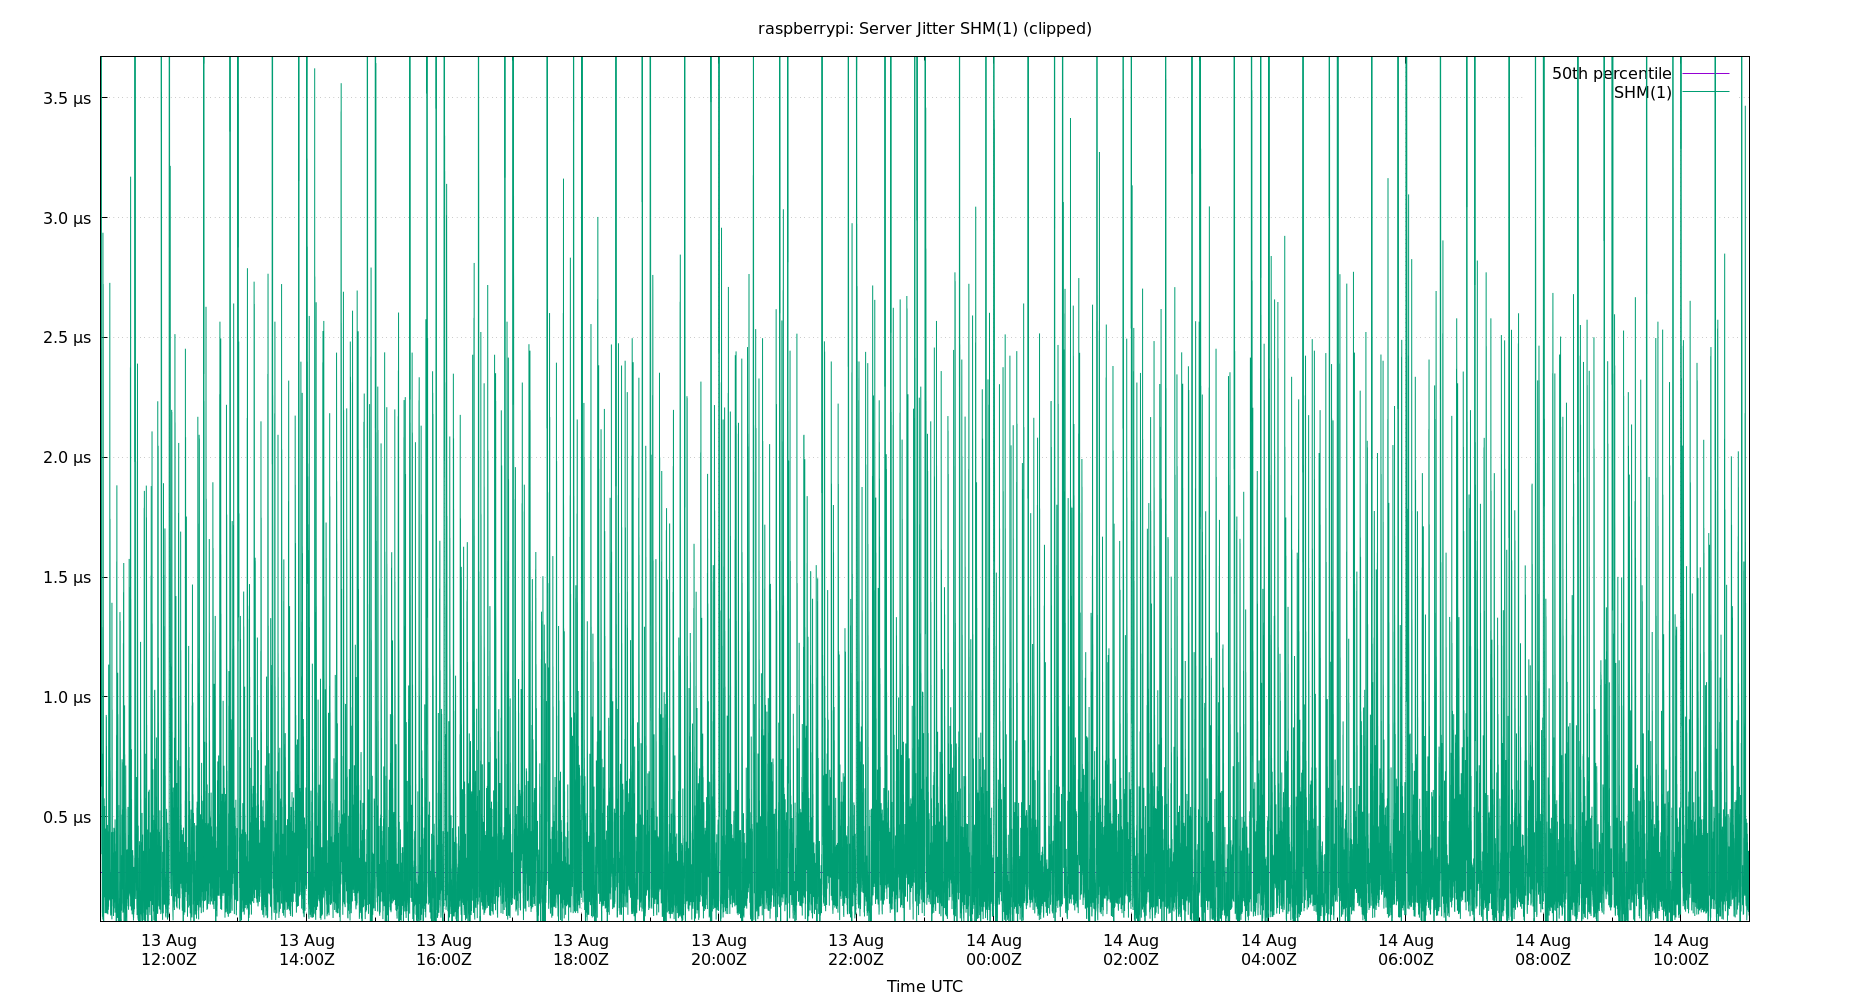 raspberrypi: Server Jitter SHM(1) (clipped)
50th percentile
SHM(1)
3.5 µs
3.0 µs
2.5 µs
2.0 µs
1.5 µs
1.0 µs
0.5 µs
13 Aug 13 Aug 13 Aug 13 Aug 13 Aug 13 Aug 14 Aug 14 Aug 14 Aug 14 Aug 14 Aug 14 Aug
12:00Z 14:00Z 16:00Z 18:00Z 20:00Z 22:00Z 00:00Z 02:00Z 04:00Z 06:00Z 08:00Z 10:00Z
Time UTC